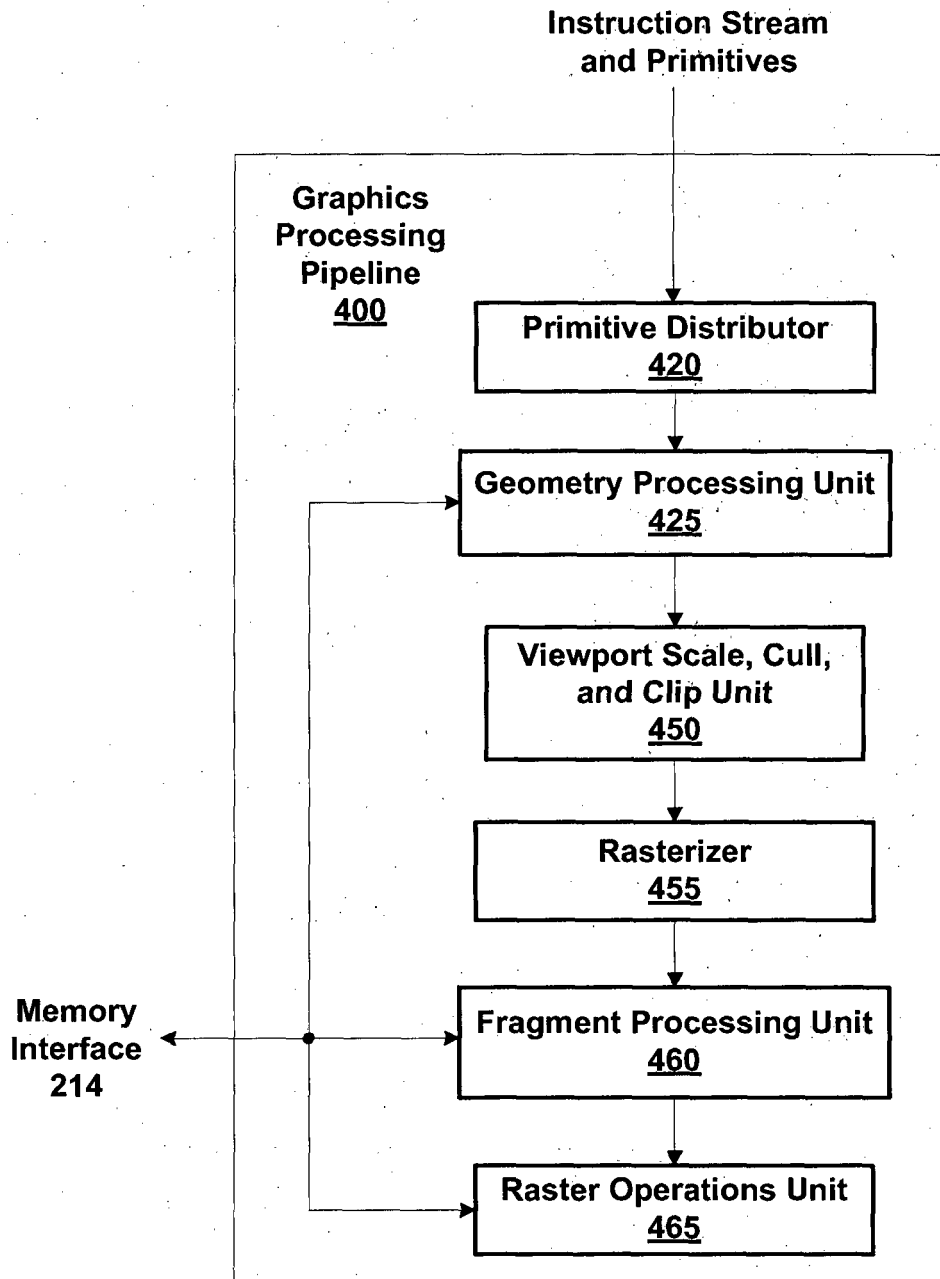 Instruction Stream
and Primitives
Graphics
Processing
Pipeline
400
Primitive Distributor
420
Geometry Processing Unit
425
Viewport Scale, Cull,
and Clip Unit
450
Rasterizer
455
Memory
Interface
214
Fragment Processing Unit
460
Raster Operations Unit
465